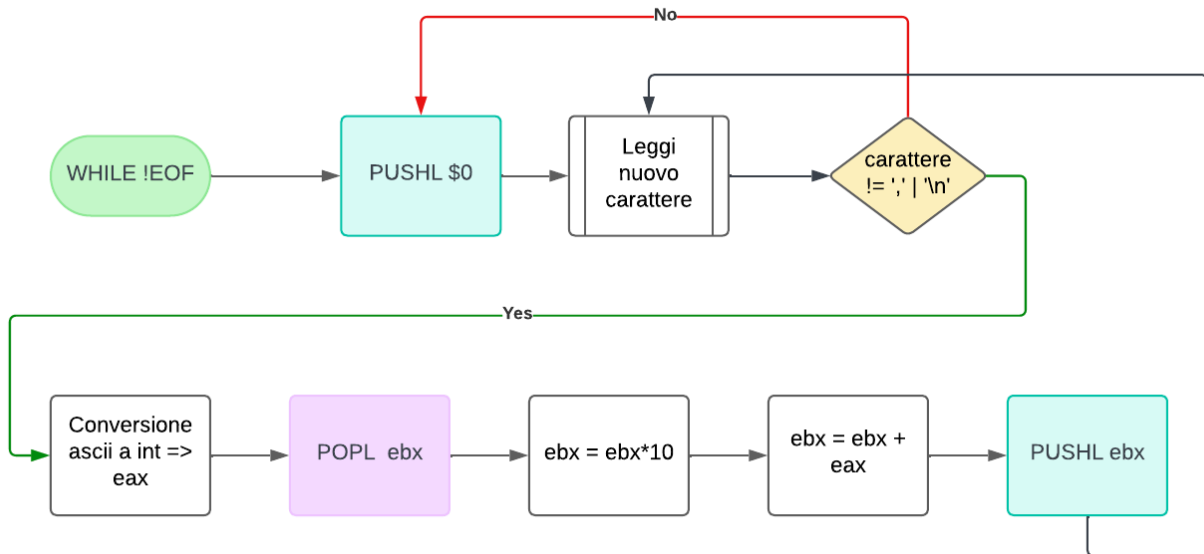 No
WHILE !EOF
PUSHL $0
Leggi
nuovo
carattere
carattere
!= ',' | '\n'
Yes
Conversione
ascii a int =>
eax
POPL  ebx
ebx = ebx*10
ebx = ebx +
eax
PUSHL ebx